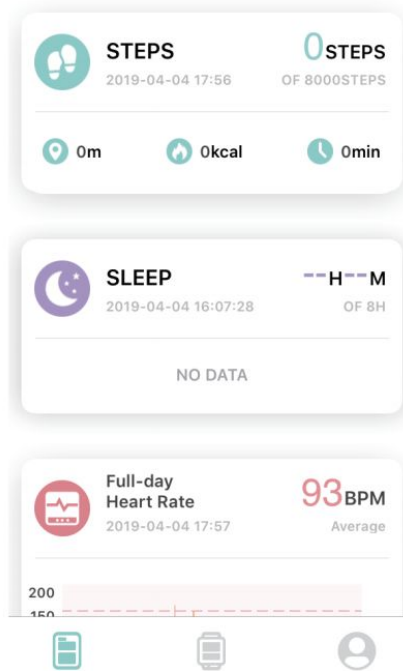 STEPS
0STEPS
2019-04-04 17:56
OF 8000STEPS
0m
0kcal
0min
SLEEP
--H--M
2019-04-04 16:07:28
OF 8H
NO DATA
Full-day
Heart Rate
93BPM
2019-04-04 17:57
Average
200
150